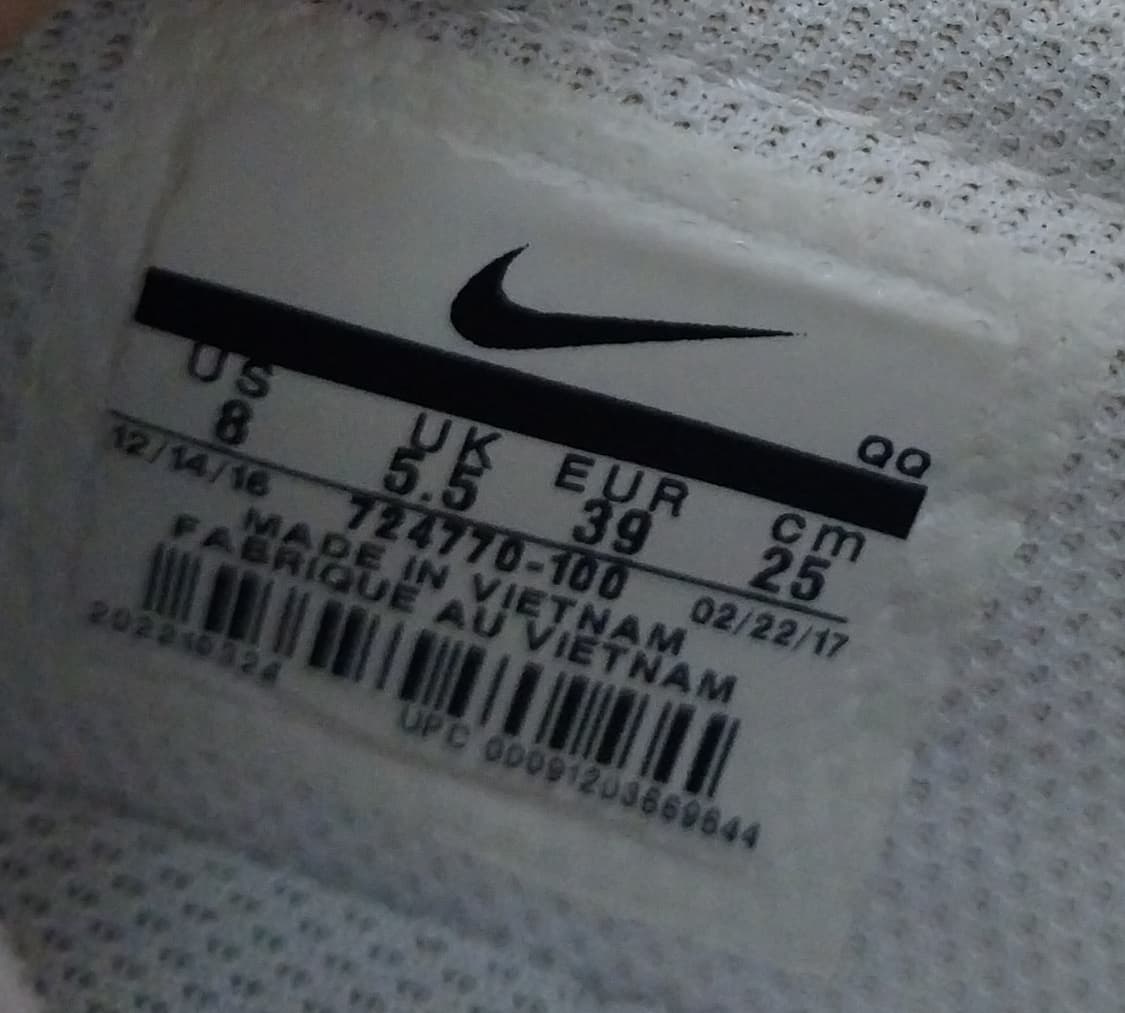 QQ
US UK EUR cm
8 5.5 39 25
12/14/16 724770-100 02/22/17
MADE IN VIETNAM
FABRIQUE AU VIETNAM
UPC